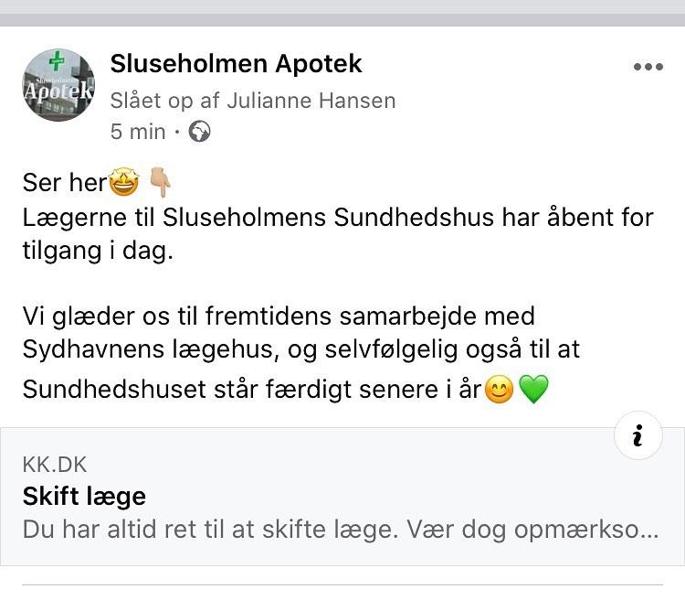 Apotek
Sluseholmen Apotek
Slået op af Julianne Hansen
5 min ·
Ser her🤩👇🏼
Lægerne til Sluseholmens Sundhedshus har åbent for
tilgang i dag.
Vi glæder os til fremtidens samarbejde med
Sydhavnens lægehus, og selvfølgelig også til at
Sundhedshuset står færdigt senere i år😊💚
KK.DK
Skift læge
Du har altid ret til at skifte læge. Vær dog opmærkso...